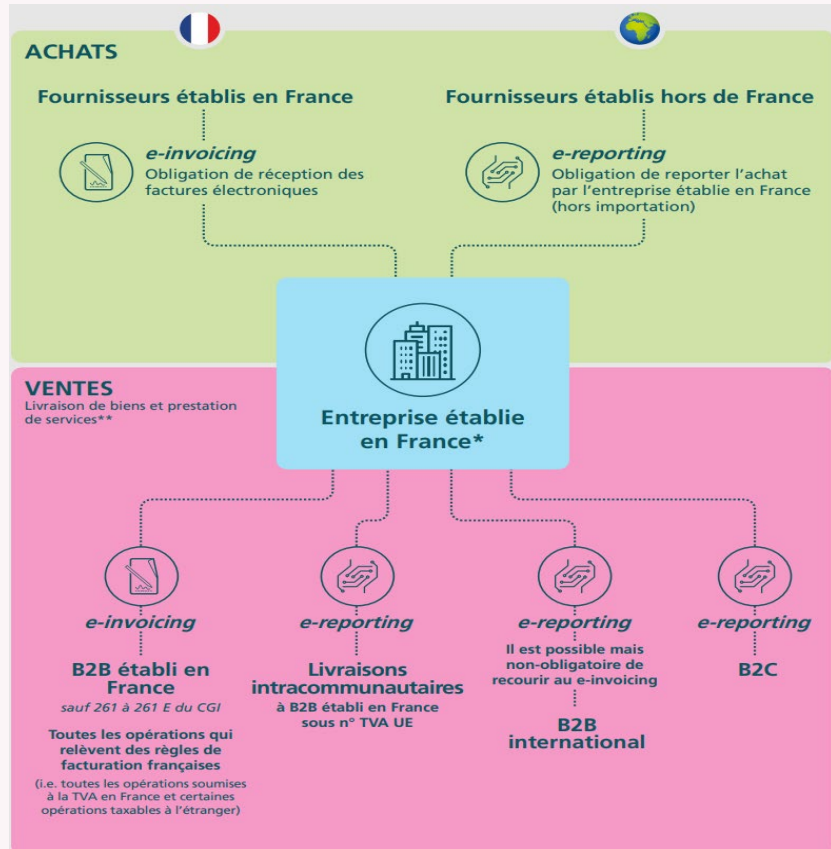 ACHATS
Fournisseurs établis en France
e-invoicing
Obligation de réception des
factures électroniques
Fournisseurs établis hors de France
e-reporting
Obligation de reporter l’achat
par l’entreprise établie en France
(hors importation)
Entreprise établie
en France*
VENTES
Livraison de biens et prestation
de services**
e-invoicing
B2B établi en
France
sauf 261 à 261 E du CGI
Toutes les opérations qui
relèvent des règles de
facturation françaises
(i.e. toutes les opérations soumises
à la TVA en France et certaines
opérations taxables à l’étranger)
e-reporting
Livraisons
intracommunautaires
à B2B établi en France
sous n° TVA UE
e-reporting
Il est possible mais
non-obligatoire de
recourir au e-invoicing
B2B
international
e-reporting
B2C